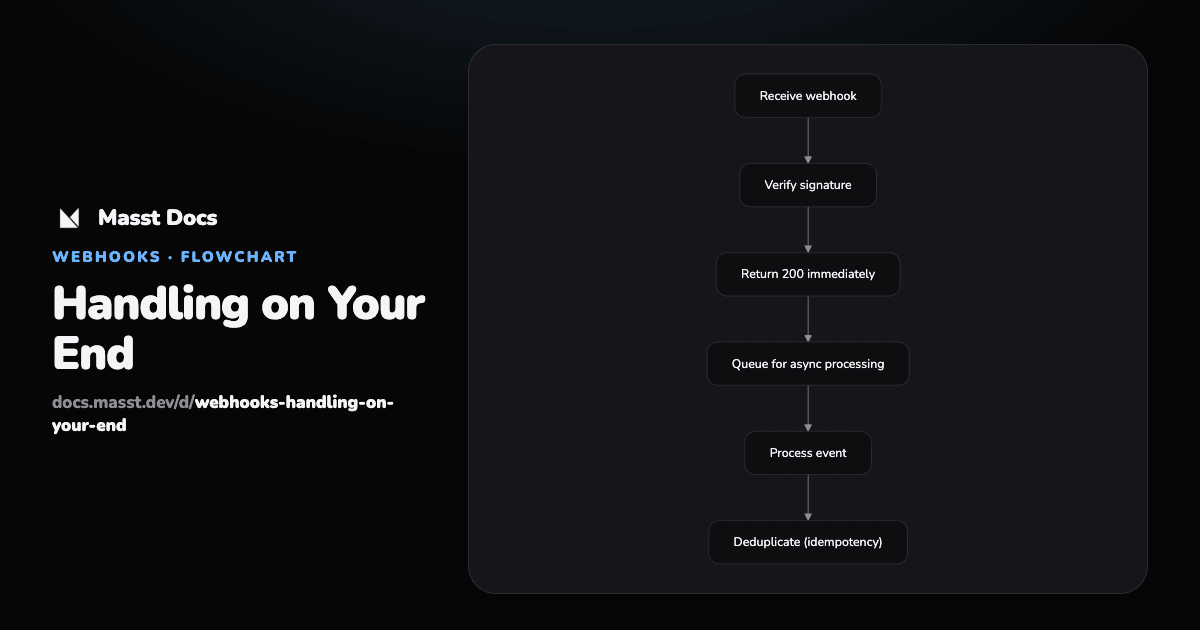 Masst Docs
WEBHOOKS · FLOWCHART
Handling on Your
End
docs.masst.dev/d/webhooks-handling-on-
your-end
Receive webhook
Verify signature
Return 200 immediately
Queue for async processing
Process event
Deduplicate (idempotency)